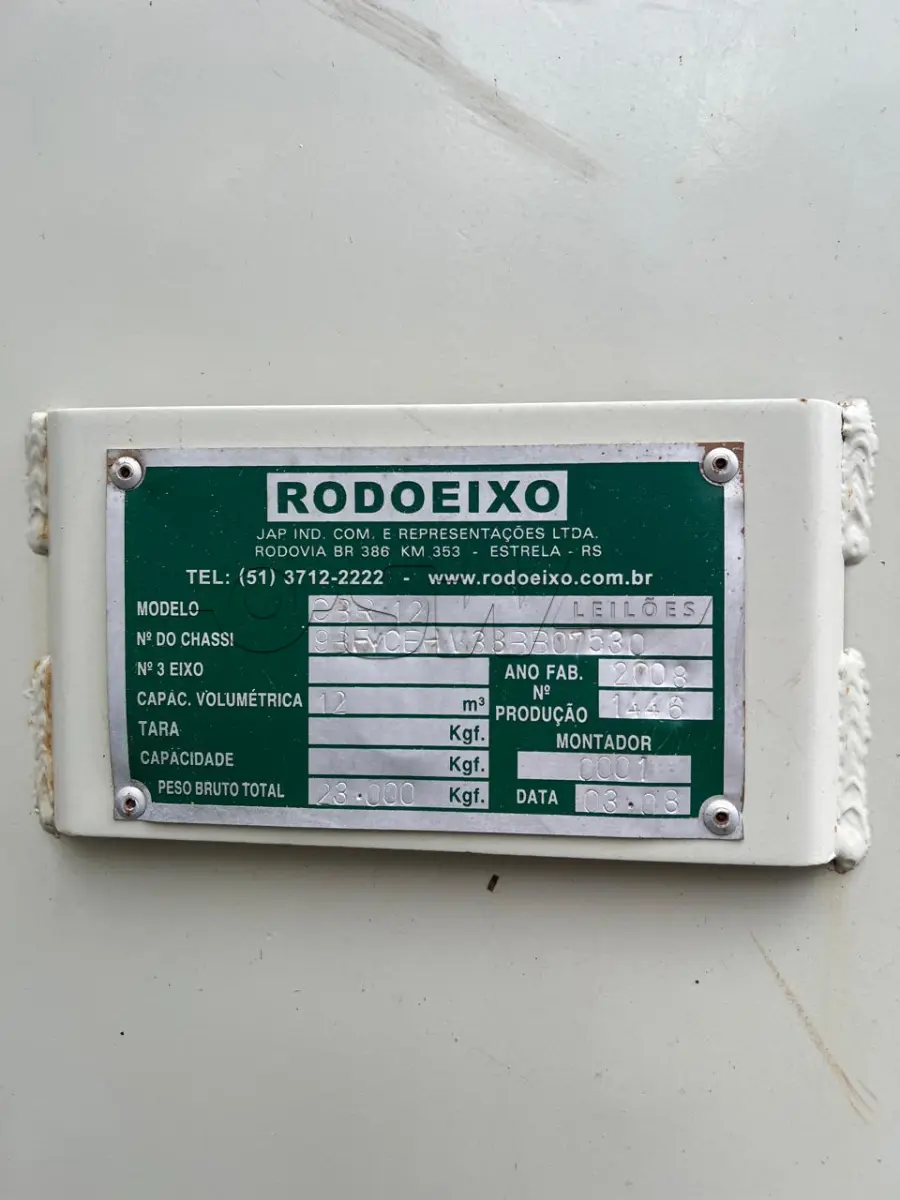 RODOEIXO
JAP IND. COM. E REPRESENTAÇÕES LTDA.
RODOVIA BR 386 KM 353 - ESTRELA - RS
TEL: (51) 3712-2222 - www.rodoeixo.com.br
MODELO LEILÕES
Nº DO CHASSI
Nº 3 EIXO
ANO FAB. 2008
CAPAC. VOLUMÉTRICA 12 m³
Nº PRODUÇÃO 1446
TARA Kgf.
MONTADOR
CAPACIDADE Kgf.
0001
PESO BRUTO TOTAL 23.000 Kgf.
DATA 03.08